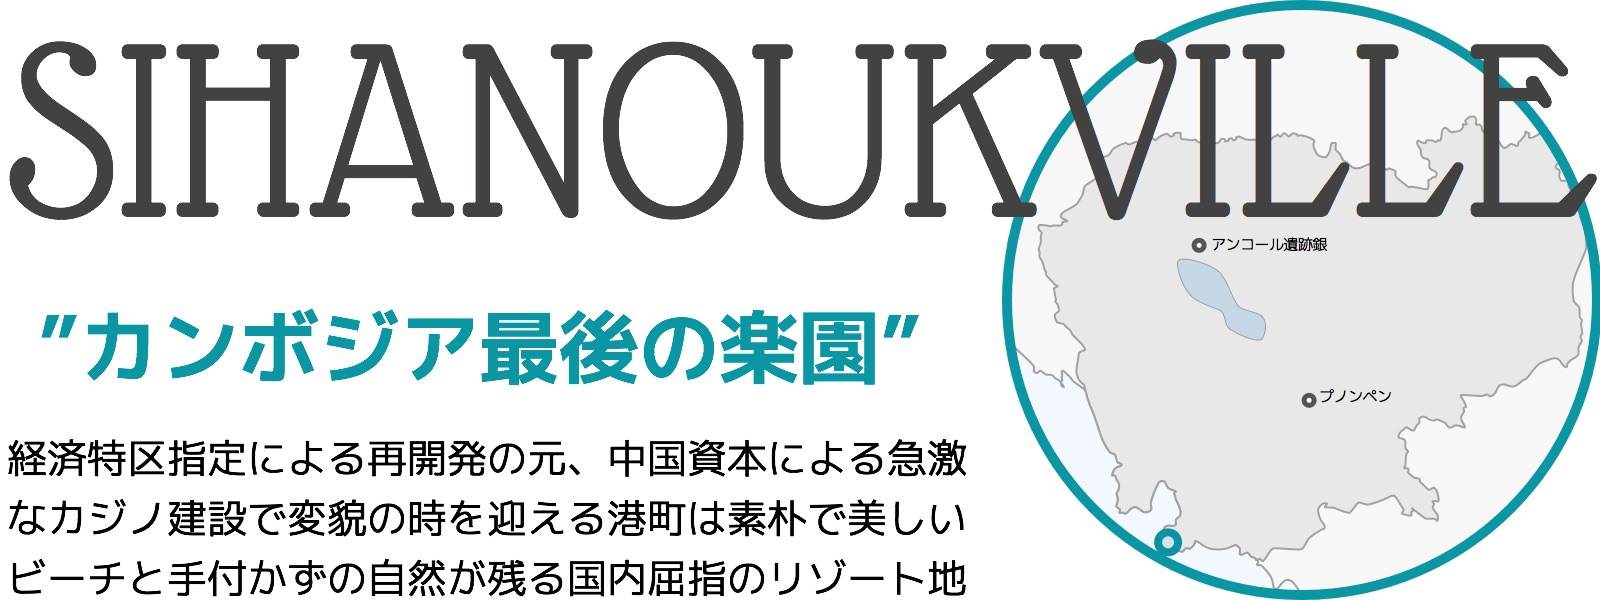 SIHANOUKVILLE
アンコール遺跡銀
”カンボジア最後の楽園”
プノンペン
経済特区指定による再開発の元、中国資本による急激
なカジノ建設で変貌の時を迎える港町は素朴で美しい
ビーチと手付かずの自然が残る国内屈指のリゾート地